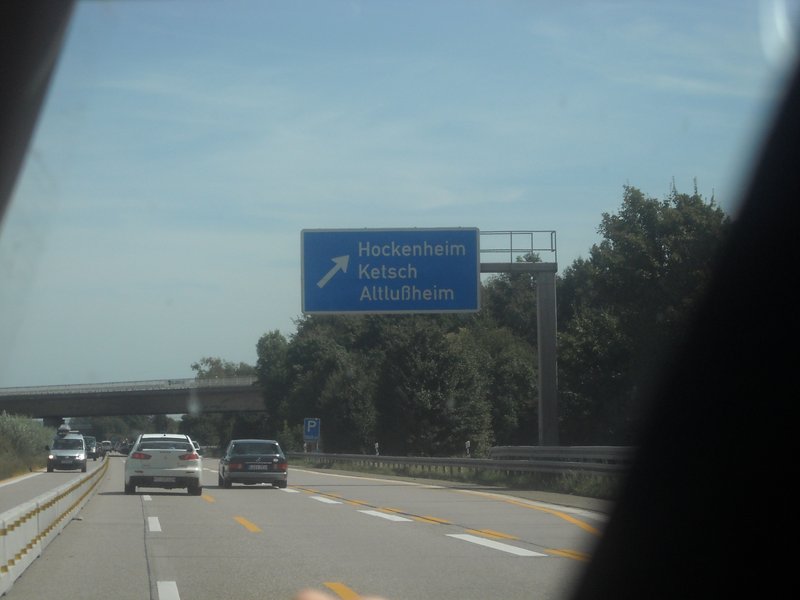 Hockenheim
Ketsch
Altlußheim
P